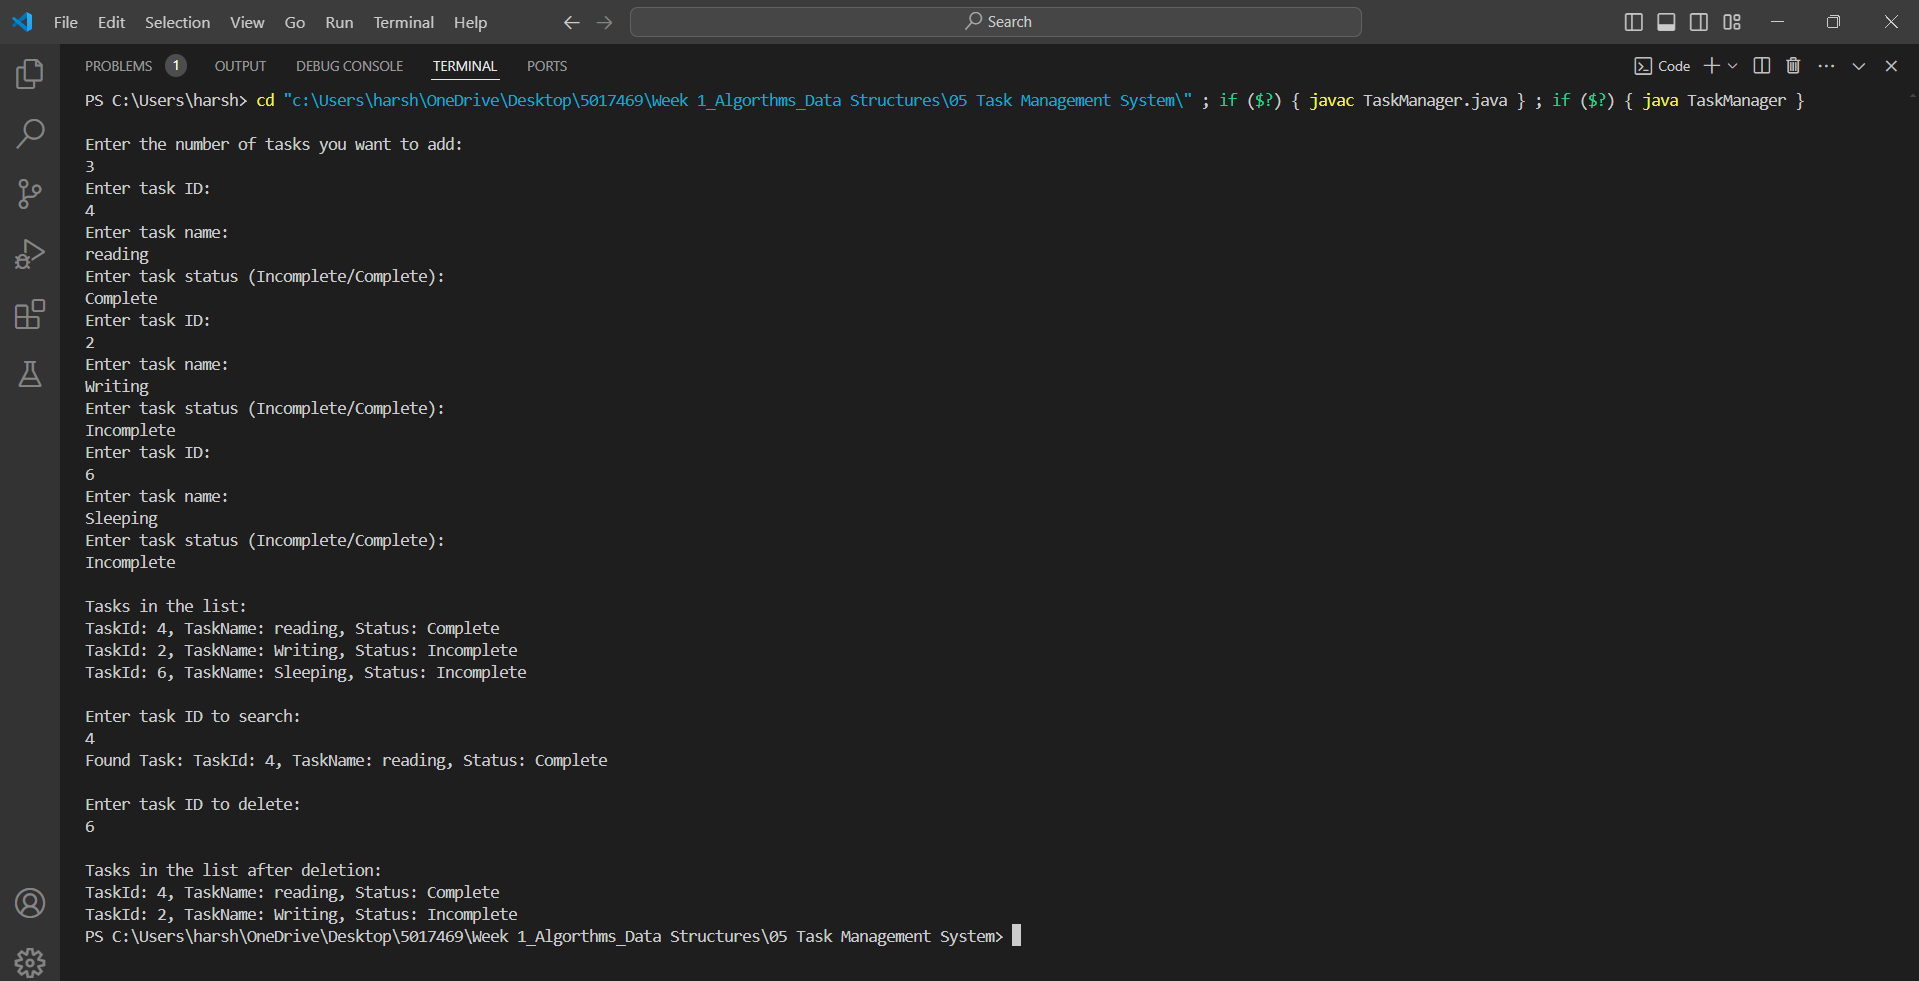 File Edit Selection View Go Run Terminal Help Search
PROBLEMS 1 OUTPUT DEBUG CONSOLE TERMINAL PORTS Code
PS C:\Users\harsh> cd "c:\Users\harsh\OneDrive\Desktop\5017469\Week 1_Algorthms_Data Structures\05 Task Management System\" ; if ($?) { javac TaskManager.java } ; if ($?) { java TaskManager }
Enter the number of tasks you want to add:
3
Enter task ID:
4
Enter task name:
reading
Enter task status (Incomplete/Complete):
Complete
Enter task ID:
2
Enter task name:
Writing
Enter task status (Incomplete/Complete):
Incomplete
Enter task ID:
6
Enter task name:
Sleeping
Enter task status (Incomplete/Complete):
Incomplete
Tasks in the list:
TaskId: 4, TaskName: reading, Status: Complete
TaskId: 2, TaskName: Writing, Status: Incomplete
TaskId: 6, TaskName: Sleeping, Status: Incomplete
Enter task ID to search:
4
Found Task: TaskId: 4, TaskName: reading, Status: Complete
Enter task ID to delete:
6
Tasks in the list after deletion:
TaskId: 4, TaskName: reading, Status: Complete
TaskId: 2, TaskName: Writing, Status: Incomplete
PS C:\Users\harsh\OneDrive\Desktop\5017469\Week 1_Algorthms_Data Structures\05 Task Management System>